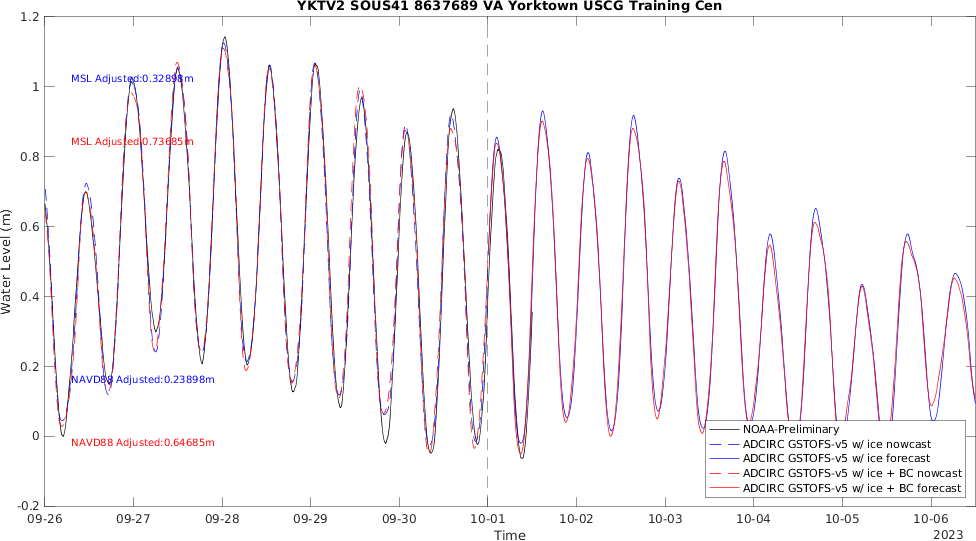 YKTV2 SOUS41 8637689 VA Yorktown USCG Training Cen
1.2
1
0.8
0.6
0.4
0.2
0
-0.2
Water Level (m)
MSL Adjusted:0.32898m
MSL Adjusted:0.73685m
NAVD88 Adjusted:0.23898m
NAVD88 Adjusted:0.64685m
NOAA-Preliminary
ADCIRC GSTOFS-v5 w/ ice nowcast
ADCIRC GSTOFS-v5 w/ ice forecast
ADCIRC GSTOFS-v5 w/ ice + BC nowcast
ADCIRC GSTOFS-v5 w/ ice + BC forecast
09-26 09-27 09-28 09-29 09-30 10-01 10-02 10-03 10-04 10-05 10-06
Time
2023